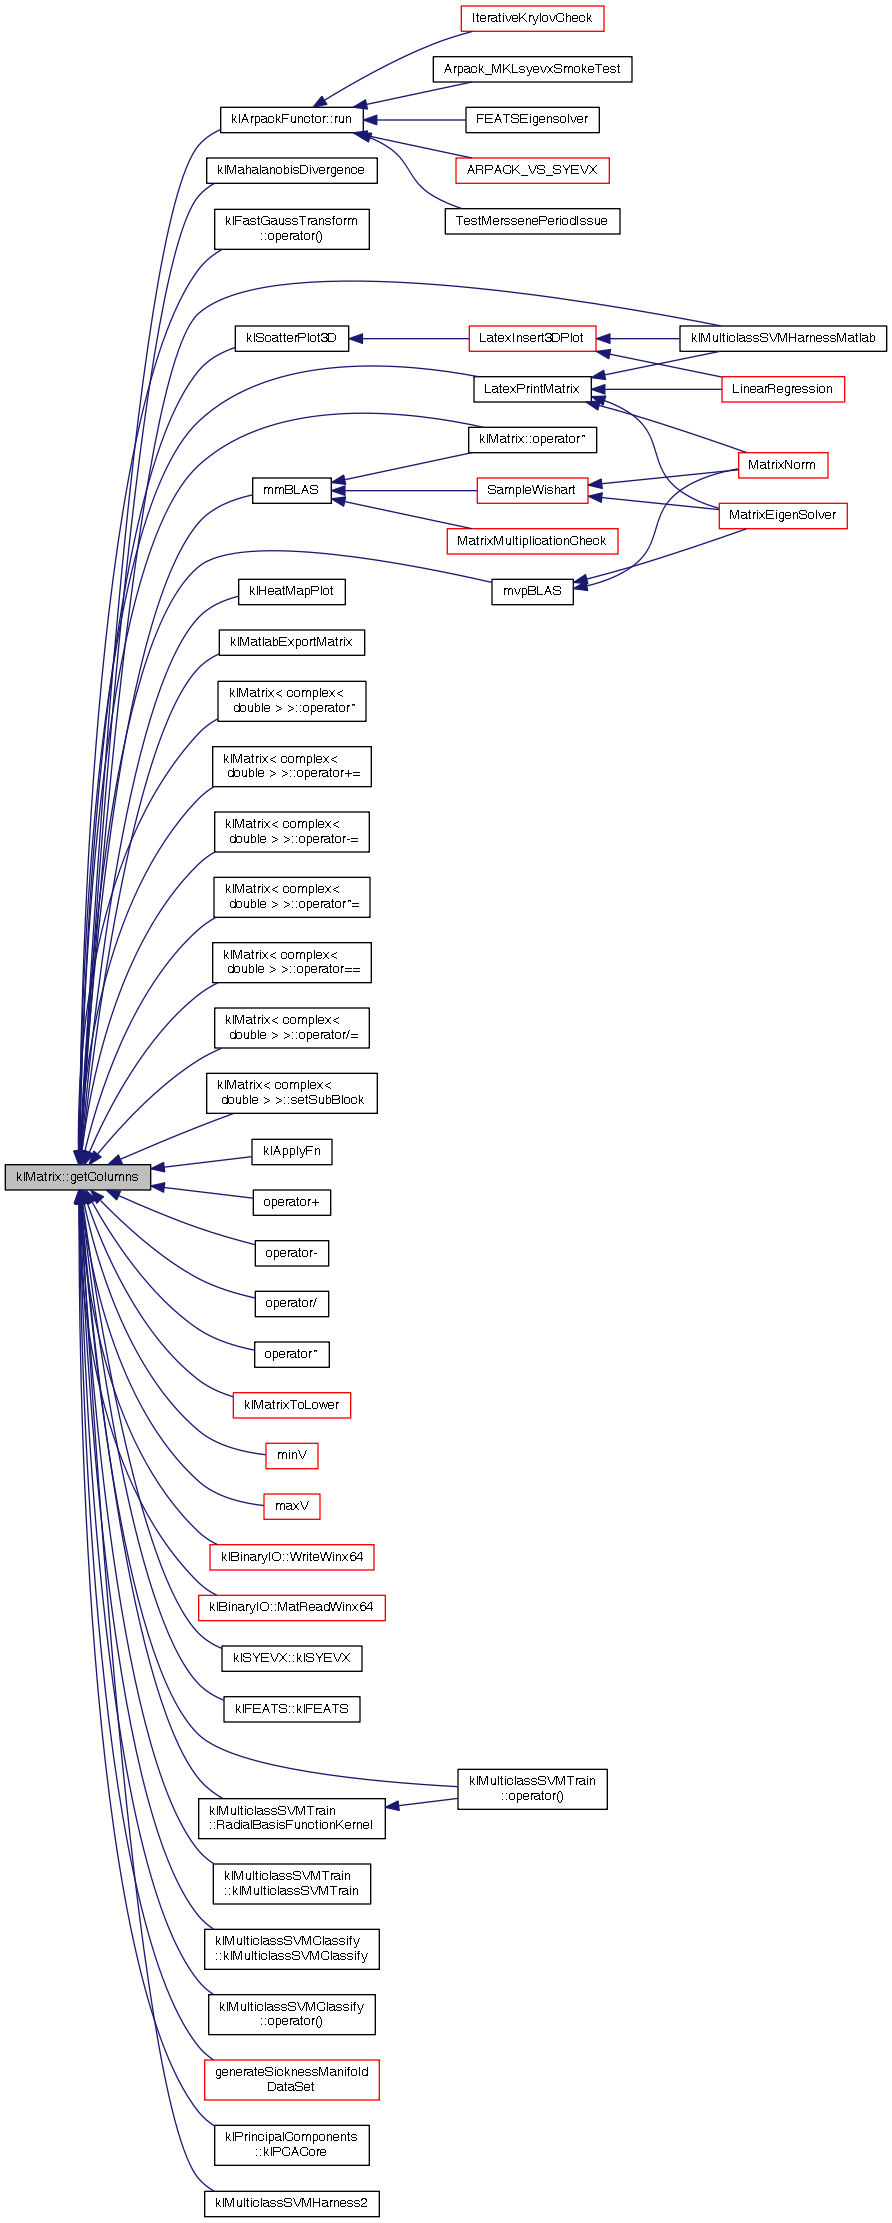 IterativeKrylovCheck
Arpack_MKLsyevxSmokeTest
klArpackFunctor::run
FEATSEigensolver
klMahalanobisDivergence
ARPACK_VS_SYEVX
TestMerssenePeriodIssue
klFastGaussTransform
::operator()
klScatterPlot3D
LatexInsert3DPlot
klMulticlassSVMHarnessMatlab
LatexPrintMatrix
LinearRegression
klMatrix::operator^
MatrixNorm
mmBLAS
SampleWishart
MatrixEigenSolver
MatrixMultiplicationCheck
klHeatMapPlot
mvpBLAS
klMatlabExportMatrix
klMatrix< complex<
double > >::operator^
klMatrix< complex<
double > >::operator+=
klMatrix< complex<
double > >::operator-=
klMatrix< complex<
double > >::operator^=
klMatrix< complex<
double > >::operator==
klMatrix< complex<
double > >::operator/=
klMatrix< complex<
double > >::setSubBlock
klApplyFn
klMatrix::getColumns
operator+
operator-
operator/
operator^
klMatrixToLower
minV
maxV
klBinaryIO::WriteWinx64
klBinaryIO::MatReadWinx64
klSYEVX::klSYEVX
klFEATS::klFEATS
klMulticlassSVMTrain
::operator()
klMulticlassSVMTrain
::RadialBasisFunctionKernel
klMulticlassSVMTrain
::klMulticlassSVMTrain
klMulticlassSVMClassify
::klMulticlassSVMClassify
klMulticlassSVMClassify
::operator()
generateSicknessManifold
DataSet
klPrincipalComponents
::klPCACore
klMulticlassSVMHarness2